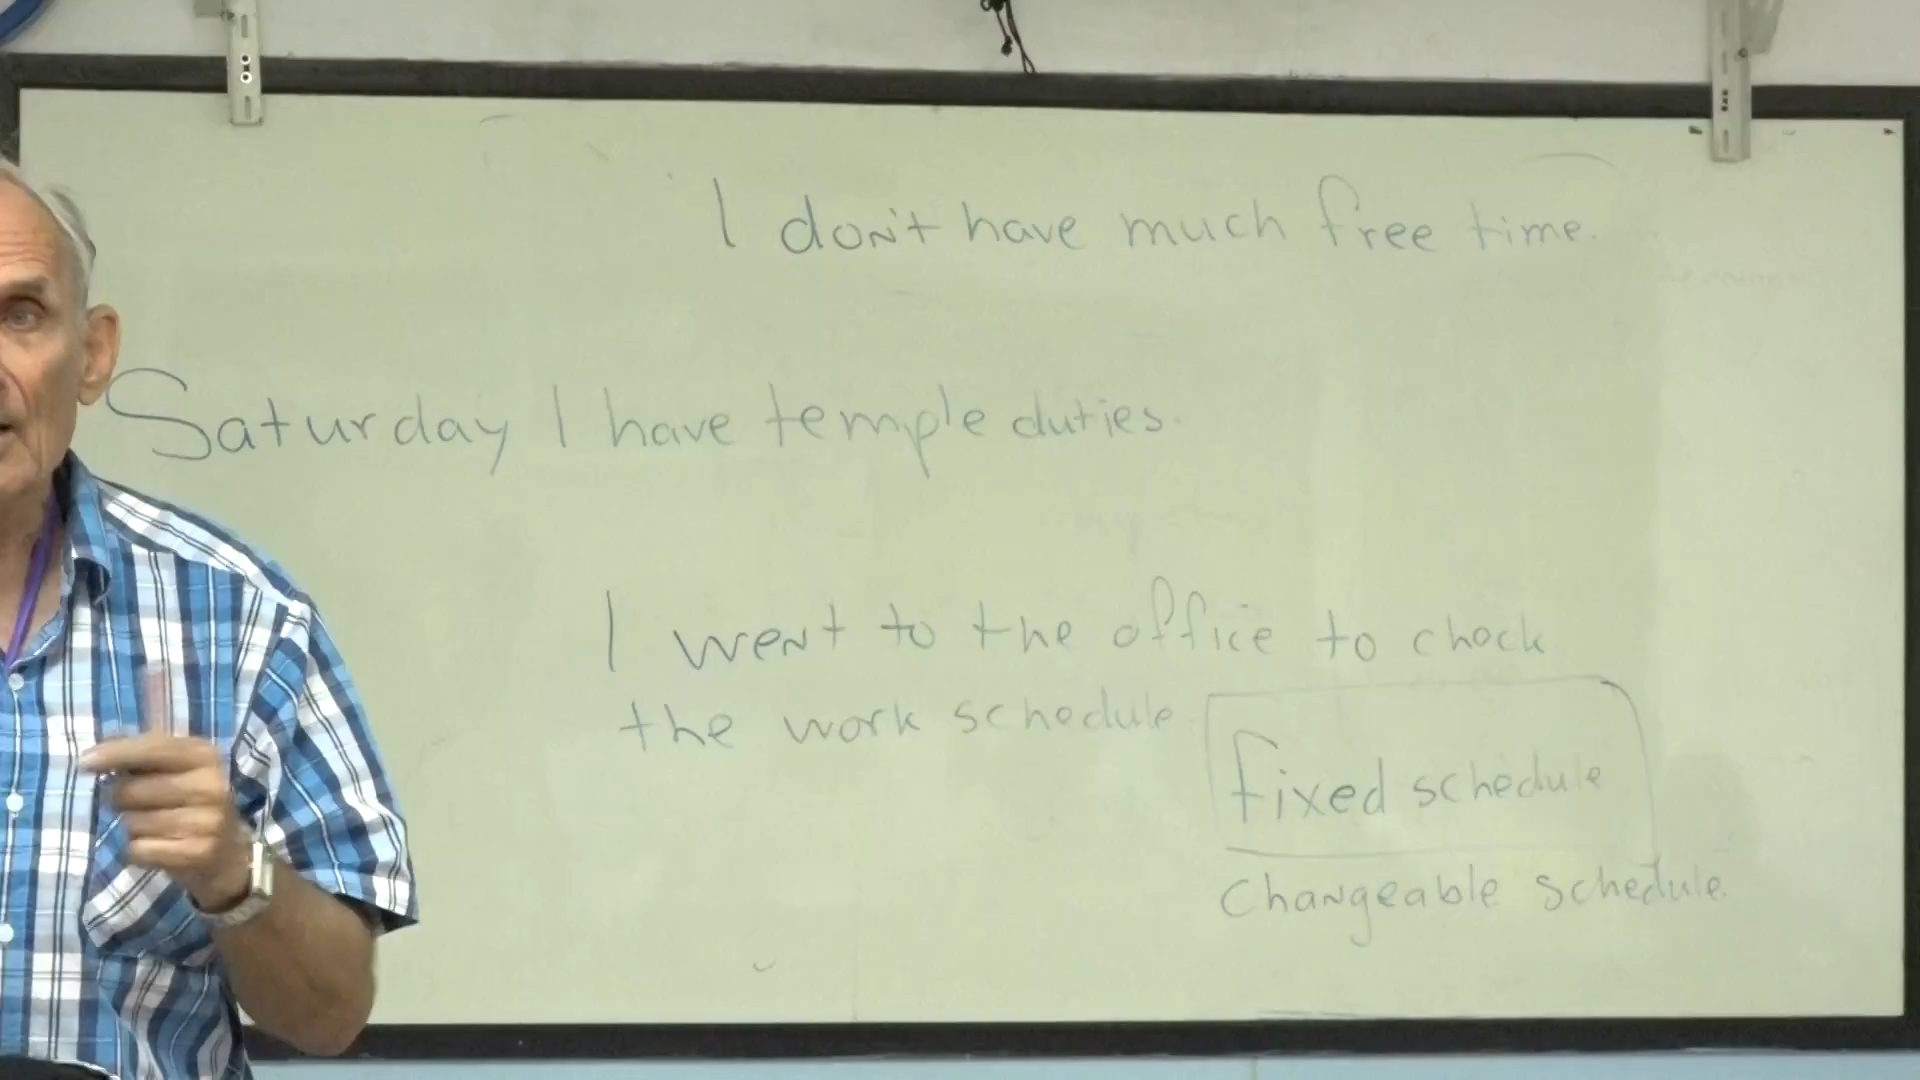 I don't have much free time.
Saturday I have temple duties.
I went to the office to check
the work schedule
fixed schedule
changeable schedule.